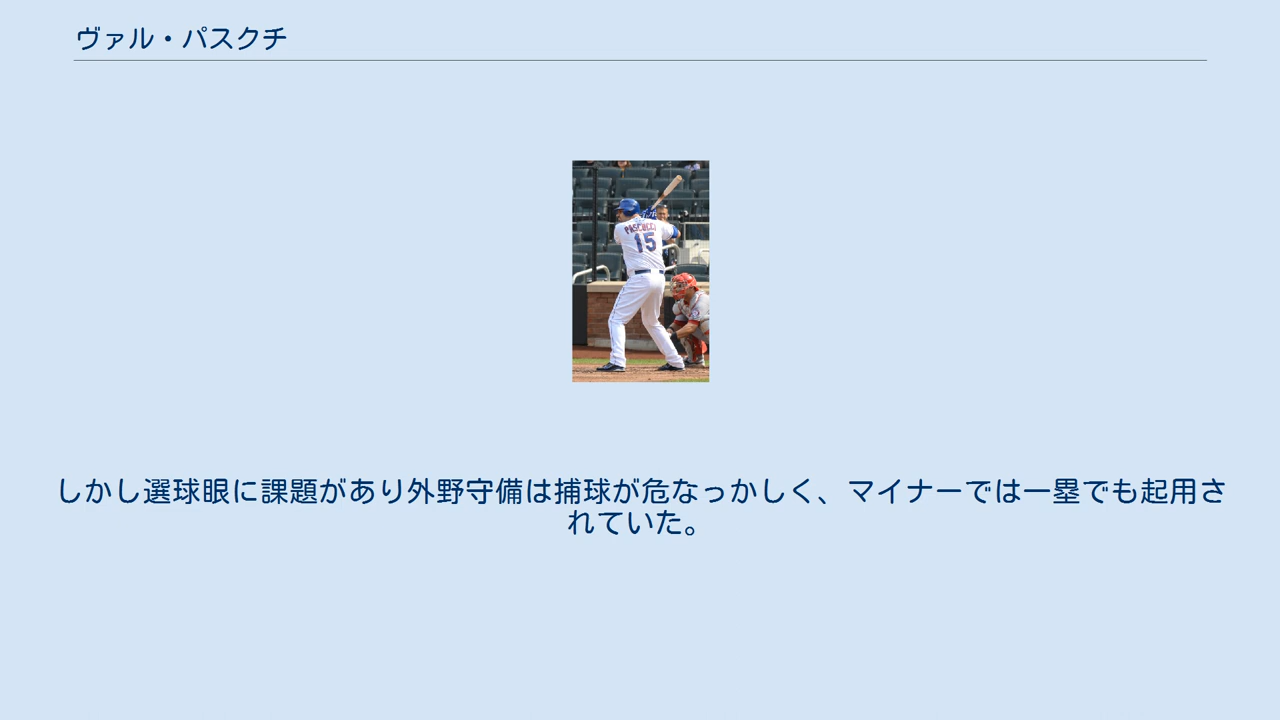 ヴァル・パスクチ
PASCUCCI
15
しかし選球眼に課題があり外野守備は捕球が危なっかしく、マイナーでは一塁でも起用さ
れていた。